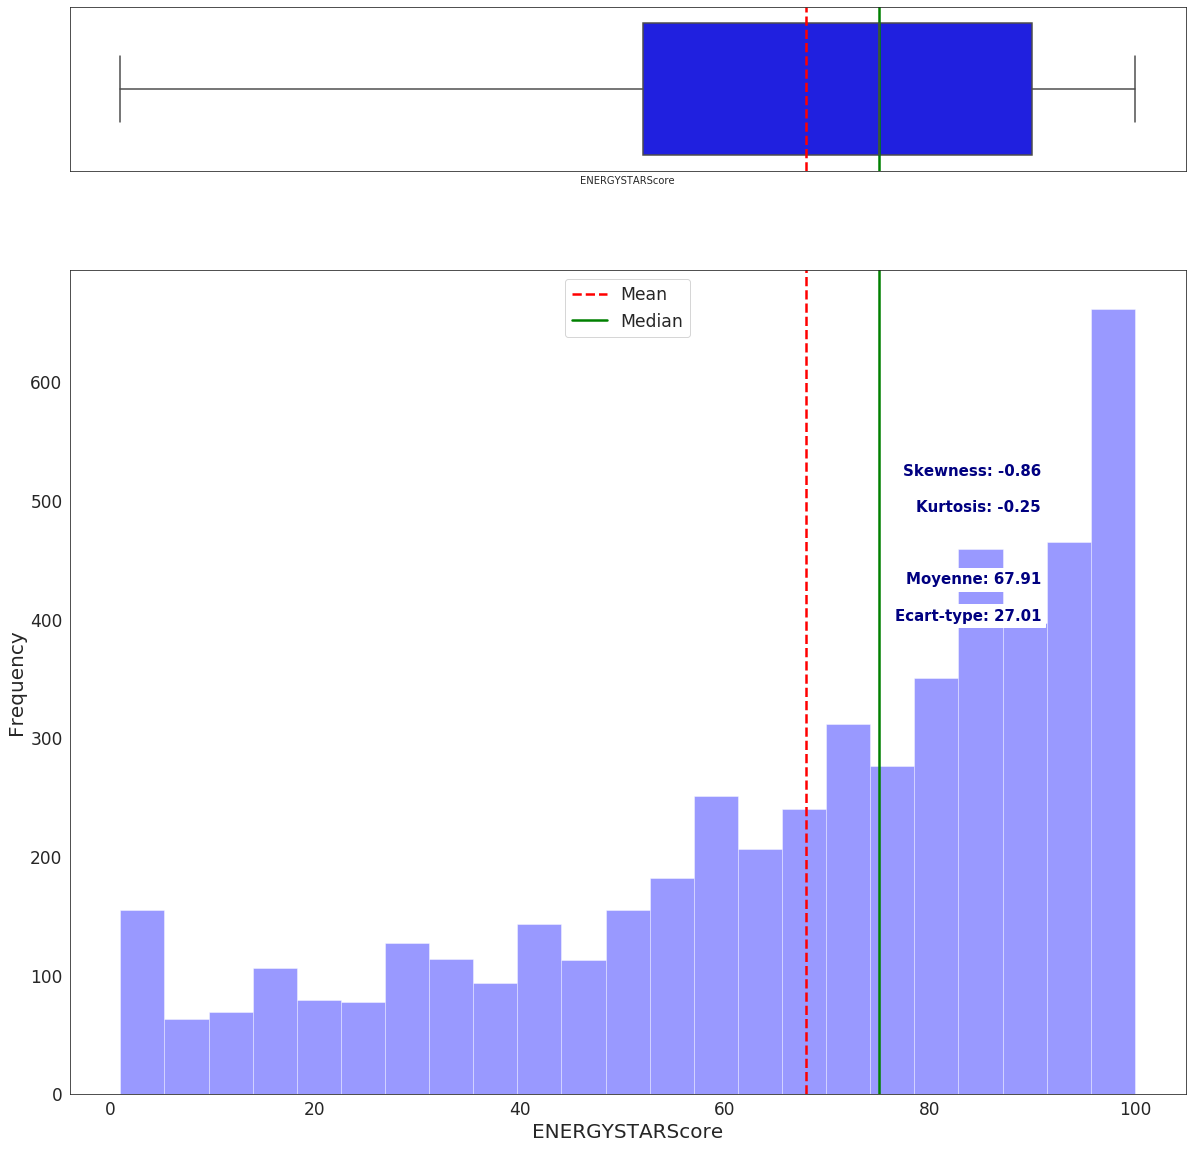 ENERGYSTARScore
Mean
Median
600
500
400
300
200
100
0
Frequency
Skewness: -0.86
Kurtosis: -0.25
Moyenne: 67.91
Ecart-type: 27.01
0 20 40 60 80 100
ENERGYSTARScore